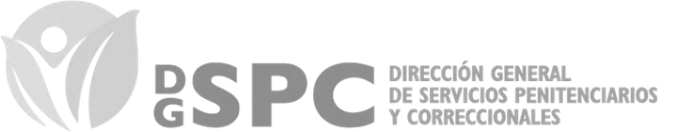 DGSPC
DIRECCIÓN GENERAL
DE SERVICIOS PENITENCIARIOS
Y CORRECCIONALES